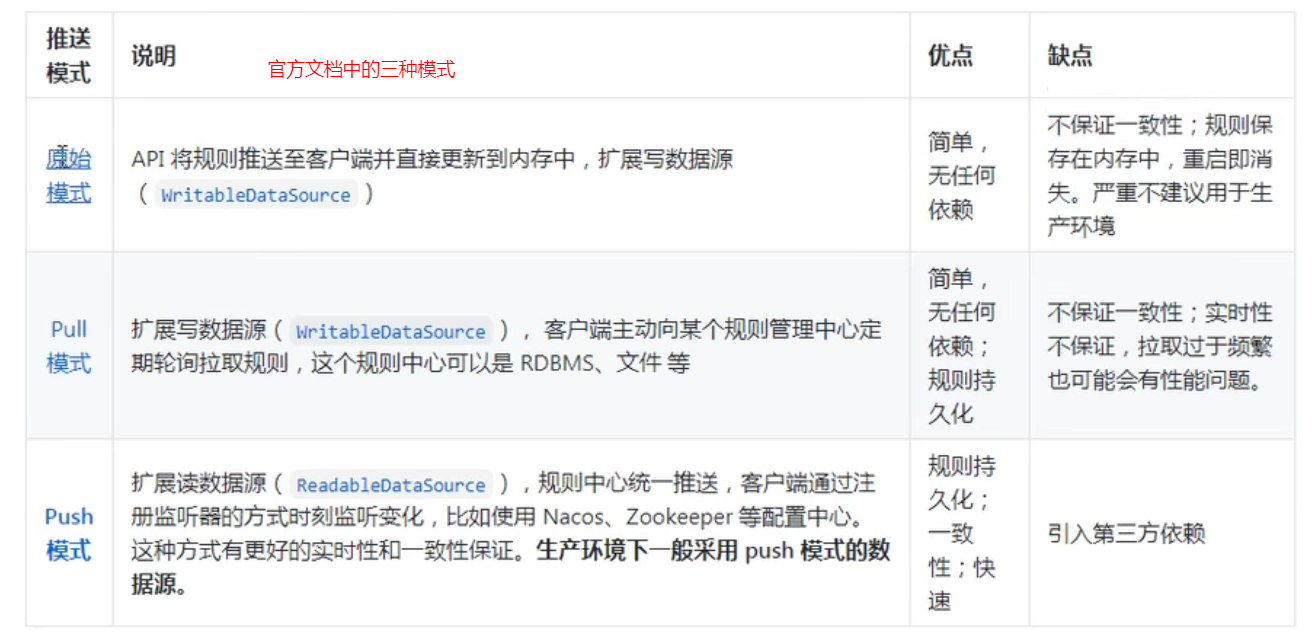 推送
模式
说明
官方文档中的三种模式
优点
缺点
原始
模式
API 将规则推送至客户端并直接更新到内存中，扩展写数据源
（ WritableDataSource ）
简单，
无任何
依赖
不保证一致性；规则保
存在内存中，重启即消
失。严重不建议用于生
产环境
Pull
模式
扩展写数据源（ WritableDataSource ），客户端主动向某个规则管理中心定
期轮询拉取规则，这个规则中心可以是 RDBMS、文件 等
简单，
无任何
依赖；
规则持
久化
不保证一致性；实时性
不保证，拉取过于频繁
也可能会有性能问题。
Push
模式
扩展读数据源（ ReadableDataSource ），规则中心统一推送，客户端通过注
册监听器的方式时刻监听变化，比如使用 Nacos、Zookeeper 等配置中心。
这种方式有更好的实时性和一致性保证。生产环境下一般采用 push 模式的数
据源。
规则持
久化；
一致
性；快
速
引入第三方依赖